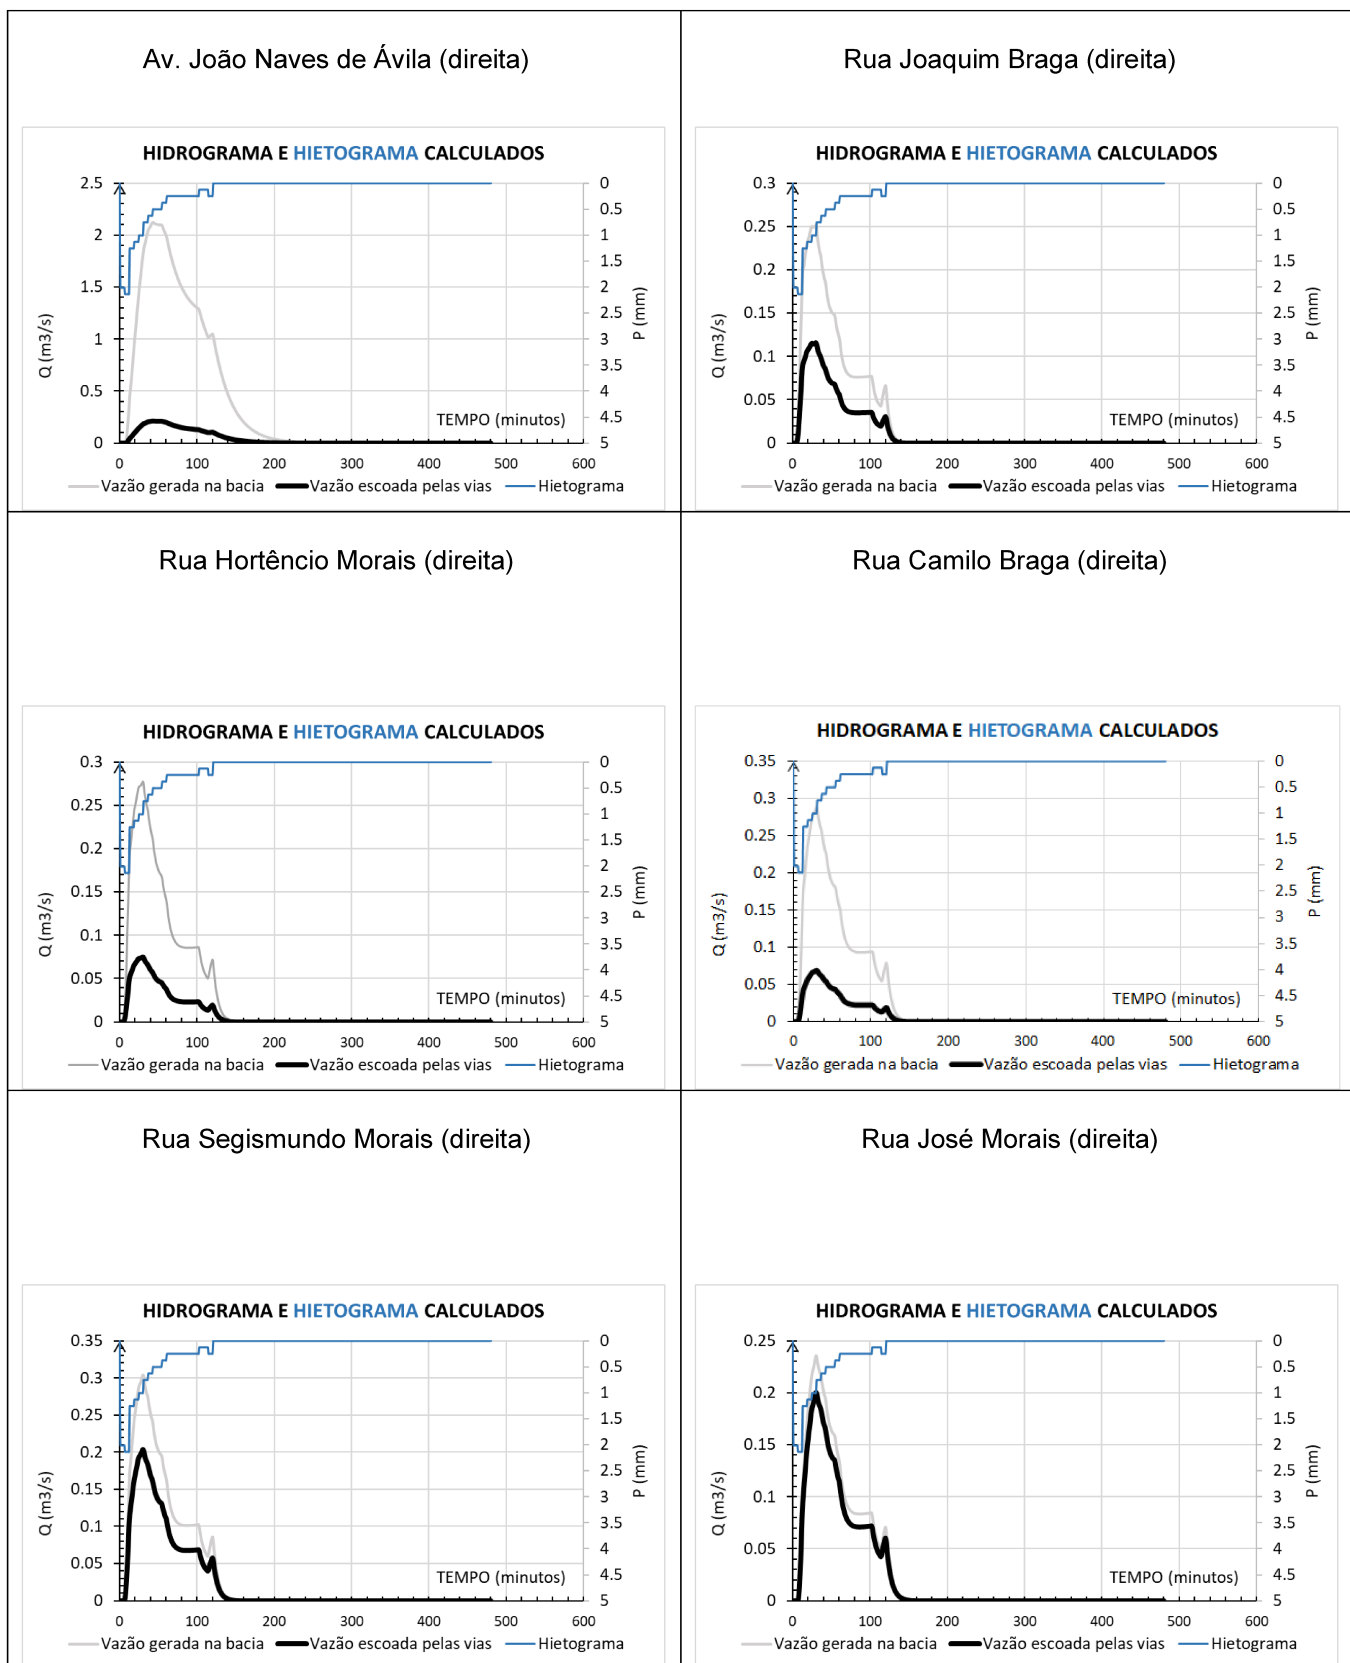 Av. João Naves de Ávila (direita)
HIDROGRAMA E HIETOGRAMA CALCULADOS
2.5
2
1.5
1
0.5
0
Q (m3/s)
0
0.5
1
1.5
2
2.5
3
3.5
4
4.5
5
P (mm)
TEMPO (minutos)
0 100 200 300 400 500 600
Vazão gerada na bacia Vazão escoada pelas vias Hietograma
Rua Joaquim Braga (direita)
HIDROGRAMA E HIETOGRAMA CALCULADOS
0.3
0.25
0.2
0.15
0.1
0.05
0
Q (m3/s)
0
0.5
1
1.5
2
2.5
3
3.5
4
4.5
5
P (mm)
TEMPO (minutos)
0 100 200 300 400 500 600
Vazão gerada na bacia Vazão escoada pelas vias Hietograma
Rua Hortêncio Morais (direita)
HIDROGRAMA E HIETOGRAMA CALCULADOS
0.3
0.25
0.2
0.15
0.1
0.05
0
Q (m3/s)
0
0.5
1
1.5
2
2.5
3
3.5
4
4.5
5
P (mm)
TEMPO (minutos)
0 100 200 300 400 500 600
Vazão gerada na bacia Vazão escoada pelas vias Hietograma
Rua Camilo Braga (direita)
HIDROGRAMA E HIETOGRAMA CALCULADOS
0.35
0.3
0.25
0.2
0.15
0.1
0.05
0
Q (m3/s)
0
0.5
1
1.5
2
2.5
3
3.5
4
4.5
5
P (mm)
TEMPO (minutos)
0 100 200 300 400 500 600
Vazão gerada na bacia Vazão escoada pelas vias Hietograma
Rua Segismundo Morais (direita)
HIDROGRAMA E HIETOGRAMA CALCULADOS
0.35
0.3
0.25
0.2
0.15
0.1
0.05
0
Q (m3/s)
0
0.5
1
1.5
2
2.5
3
3.5
4
4.5
5
P (mm)
TEMPO (minutos)
0 100 200 300 400 500 600
Vazão gerada na bacia Vazão escoada pelas vias Hietograma
Rua José Morais (direita)
HIDROGRAMA E HIETOGRAMA CALCULADOS
0.25
0.2
0.15
0.1
0.05
0
Q (m3/s)
0
0.5
1
1.5
2
2.5
3
3.5
4
4.5
5
P (mm)
TEMPO (minutos)
0 100 200 300 400 500 600
Vazão gerada na bacia Vazão escoada pelas vias Hietograma